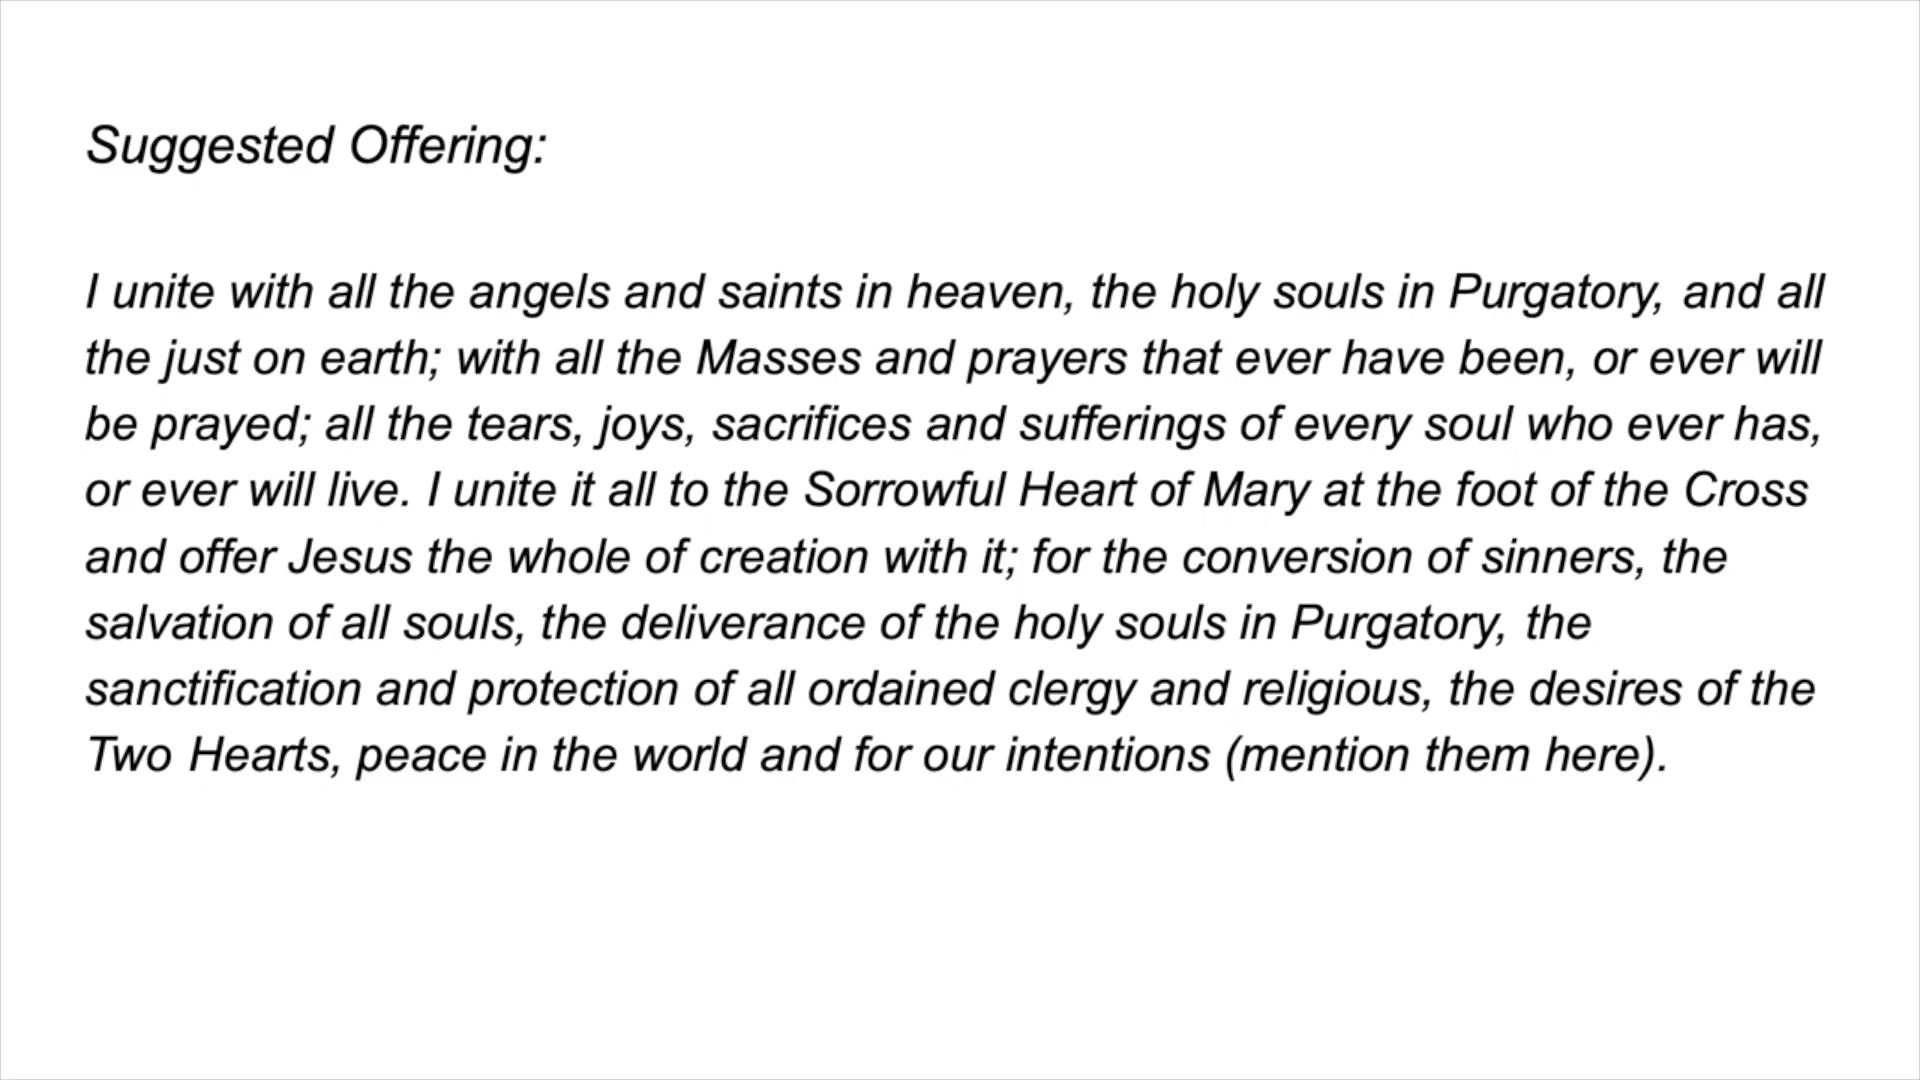 Suggested Offering:
I unite with all the angels and saints in heaven, the holy souls in Purgatory, and all
the just on earth; with all the Masses and prayers that ever have been, or ever will
be prayed; all the tears, joys, sacrifices and sufferings of every soul who ever has,
or ever will live. I unite it all to the Sorrowful Heart of Mary at the foot of the Cross
and offer Jesus the whole of creation with it; for the conversion of sinners, the
salvation of all souls, the deliverance of the holy souls in Purgatory, the
sanctification and protection of all ordained clergy and religious, the desires of the
Two Hearts, peace in the world and for our intentions (mention them here).